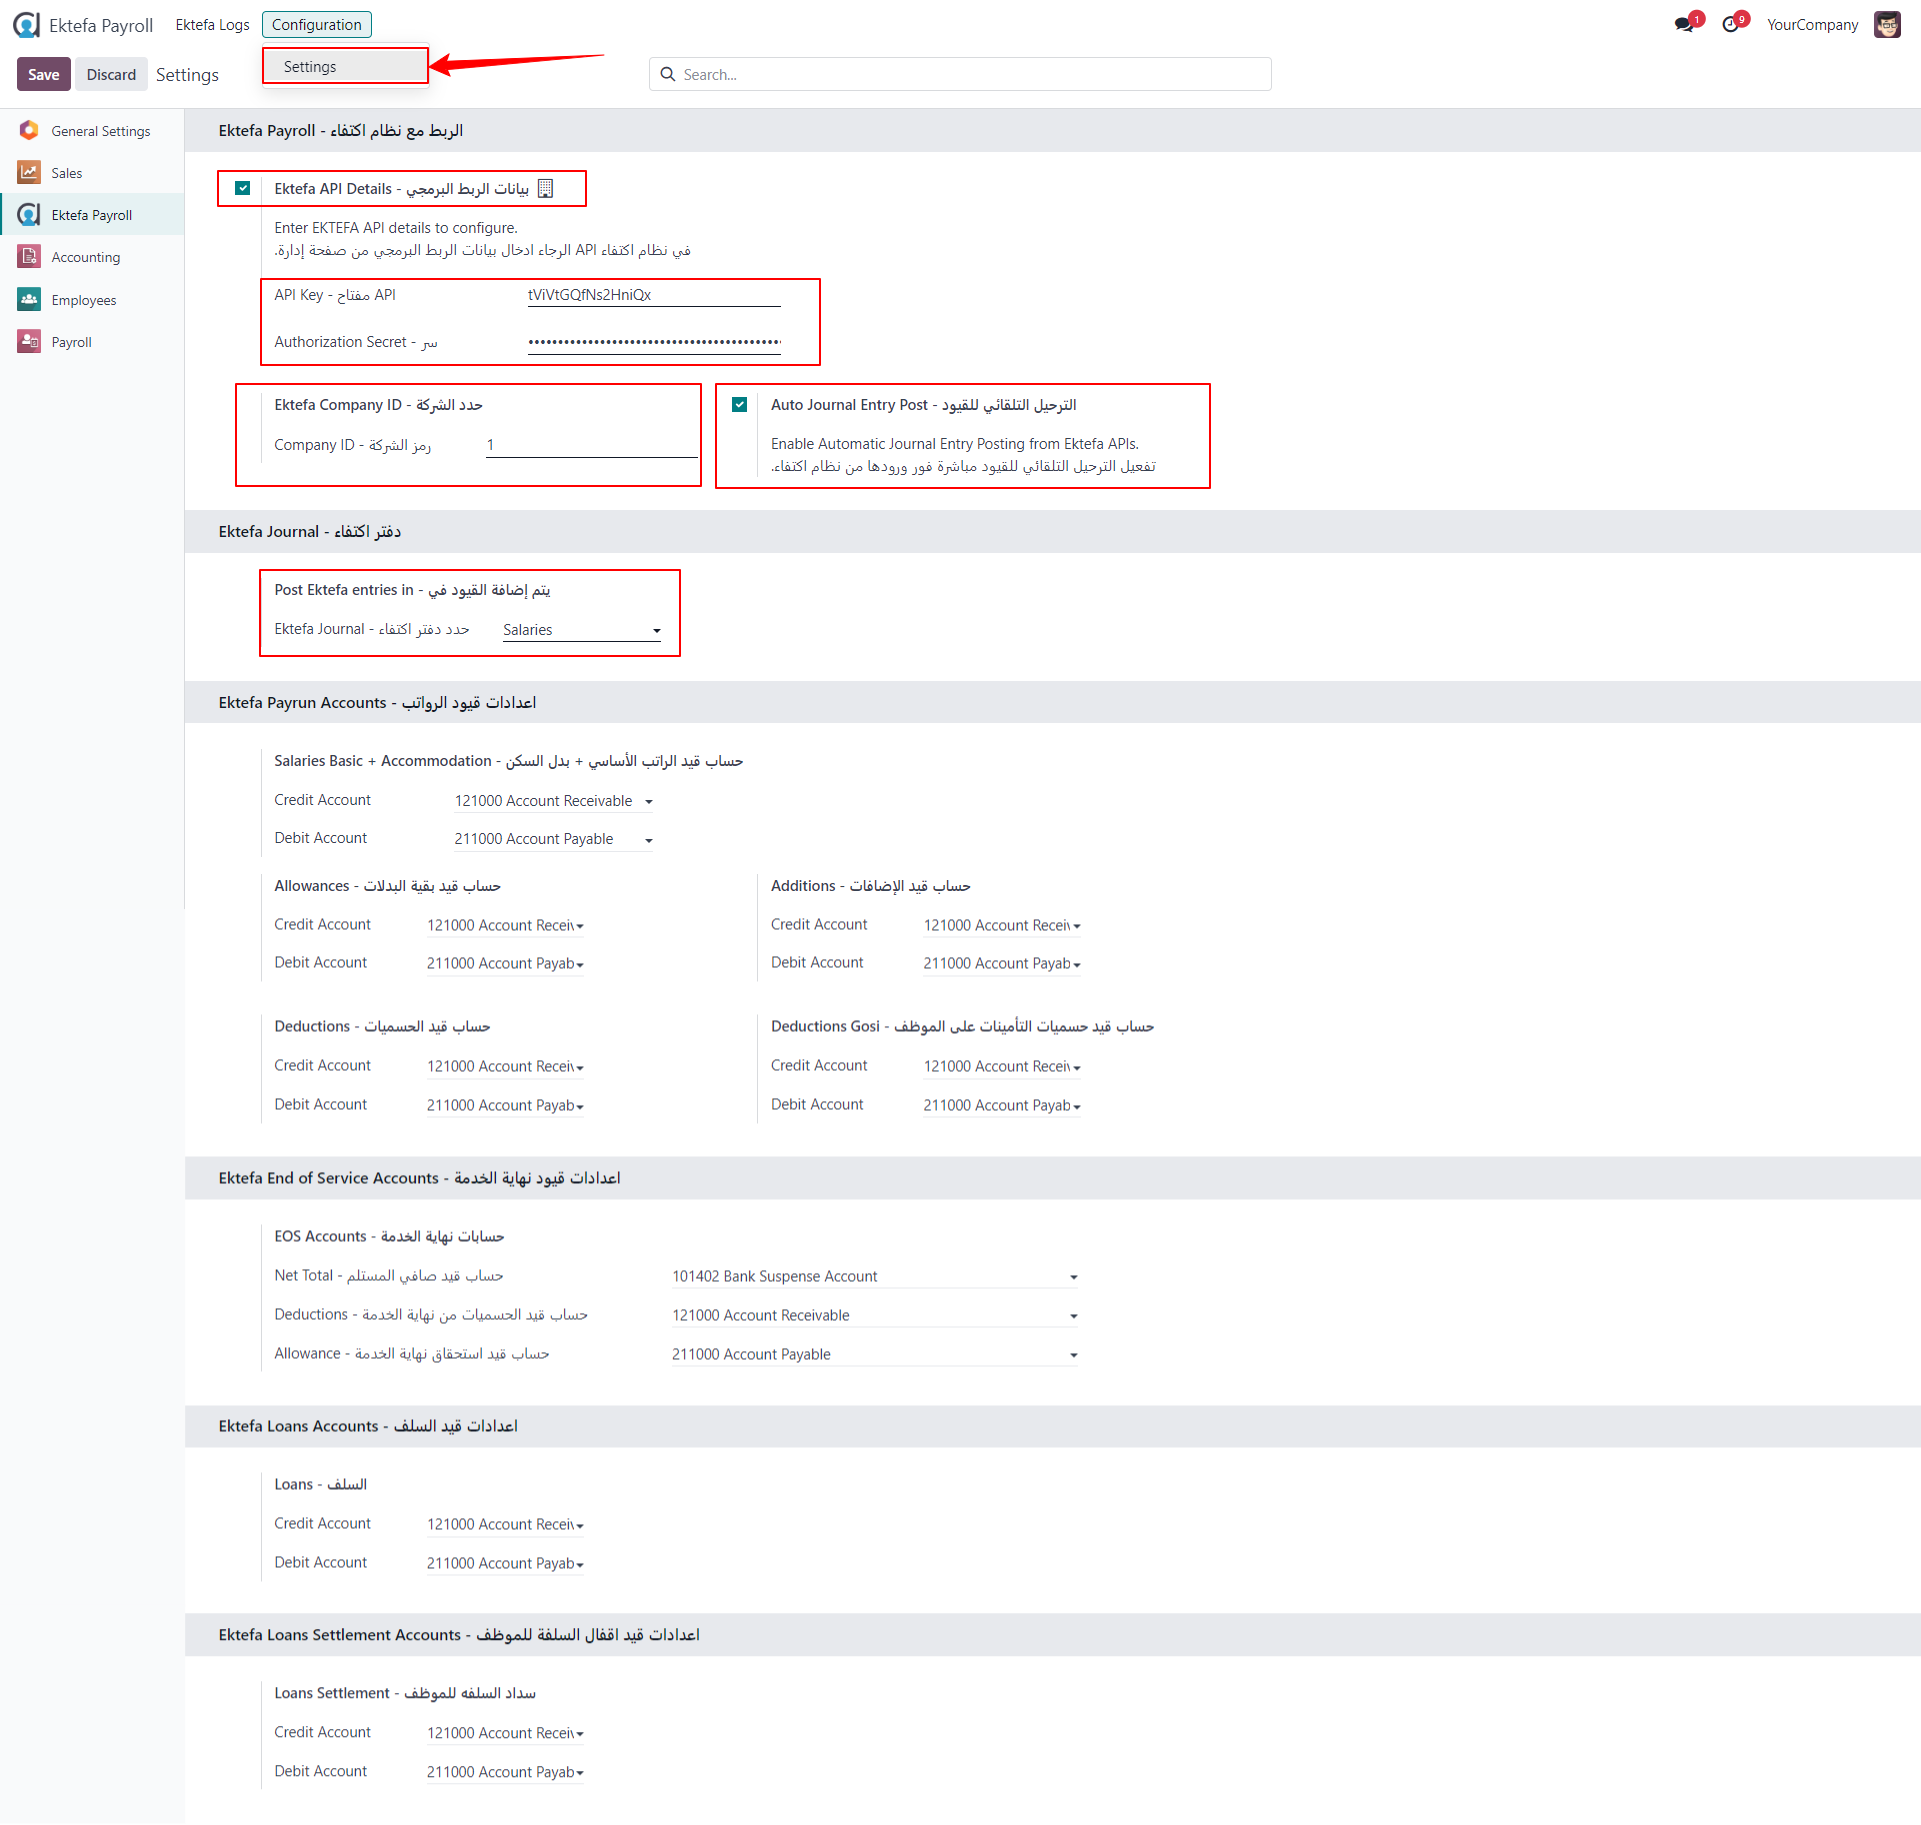 Ektefa Payroll Ektefa Logs Configuration 1 9 YourCompany
Settings
Save Discard Settings Search...
General Settings
Sales
Ektefa Payroll
Accounting
Employees
Payroll
Ektefa Payroll - الربط مع نظام اكتفاء
Ektefa API Details - بيانات الربط البرمجي
Enter EKTEFA API details to configure.
في نظام اكتفاء API الرجاء ادخال بيانات الربط البرمجي من صفحة إدارة.
API Key - مفتاح API tViVtGQfNs2HniQx
Authorization Secret - سر ••••••••••••••••••••••••••••••••••••••••••
Ektefa Company ID - حدد الشركة
Company ID - رمز الشركة 1
Auto Journal Entry Post - الترحيل التلقائي للقيود
Enable Automatic Journal Entry Posting from Ektefa APIs.
تفعيل الترحيل التلقائي للقيود مباشرة فور ورودها من نظام اكتفاء.
Ektefa Journal - دفتر اكتفاء
Post Ektefa entries in - يتم إضافة القيود في
Ektefa Journal - حدد دفتر اكتفاء Salaries
Ektefa Payrun Accounts - اعدادات قيود الرواتب
Salaries Basic + Accommodation - حساب قيد الراتب الأساسي + بدل السكن
Credit Account 121000 Account Receivable
Debit Account 211000 Account Payable
Allowances - حساب قيد بقية البدلات
Credit Account 121000 Account Receiv
Debit Account 211000 Account Payab
Additions - حساب قيد الإضافات
Credit Account 121000 Account Receiv
Debit Account 211000 Account Payab
Deductions - حساب قيد الحسميات
Credit Account 121000 Account Receiv
Debit Account 211000 Account Payab
Deductions Gosi - حساب قيد حسميات التأمينات على الموظف
Credit Account 121000 Account Receiv
Debit Account 211000 Account Payab
Ektefa End of Service Accounts - اعدادات قيود نهاية الخدمة
EOS Accounts - حسابات نهاية الخدمة
Net Total - حساب قيد صافي المستلم 101402 Bank Suspense Account
Deductions - حساب قيد الحسميات من نهاية الخدمة 121000 Account Receivable
Allowance - حساب قيد استحقاق نهاية الخدمة 211000 Account Payable
Ektefa Loans Accounts - اعدادات قيد السلف
Loans - السلف
Credit Account 121000 Account Receiv
Debit Account 211000 Account Payab
Ektefa Loans Settlement Accounts - اعدادات قيد اقفال السلفة للموظف
Loans Settlement - سداد السلفه للموظف
Credit Account 121000 Account Receiv
Debit Account 211000 Account Payab